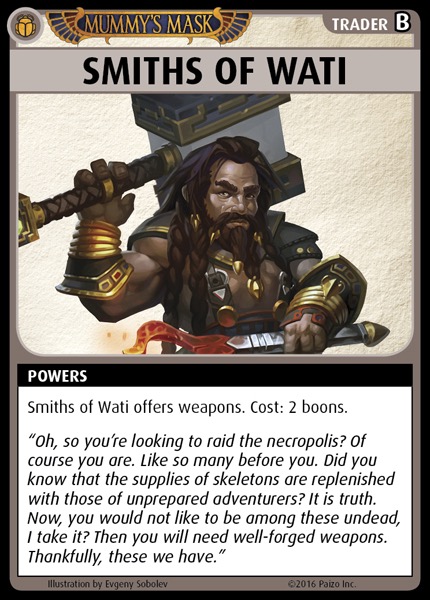 MUMMY'S MASK
TRADER B
SMITHS OF WATI
POWERS
Smiths of Wati offers weapons. Cost: 2 boons.
“Oh, so you’re looking to raid the necropolis? Of
course you are. Like so many before you. Did you
know that the supplies of skeletons are replenished
with those of unprepared adventurers? It is truth.
Now, you would not like to be among these undead,
I take it? Then you will need well-forged weapons.
Thankfully, these we have.”
Illustration by Evgeny Sobolev ©2016 Paizo Inc.